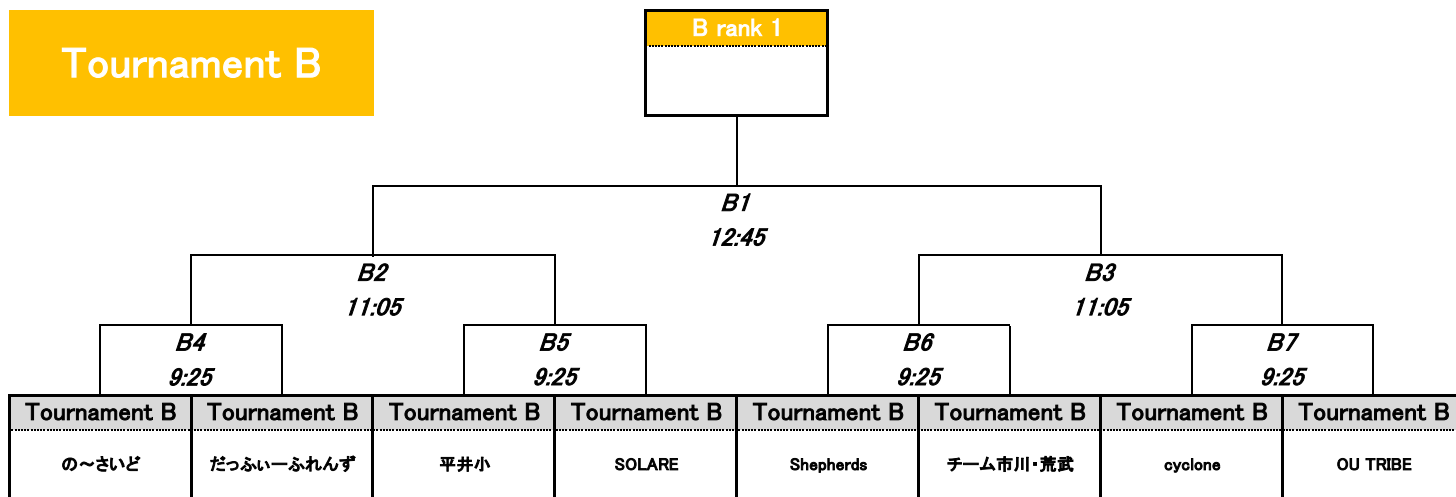 Tournament B
B rank 1
B1
12:45
B2
B3
11:05
11:05
B4
B5
B6
B7
9:25
9:25
9:25
9:25
Tournament B Tournament B Tournament B Tournament B Tournament B Tournament B Tournament B Tournament B
の～さいど だっふぃーふれんず 平井小 SOLARE Shepherds チーム市川・荒武 cyclone OU TRIBE